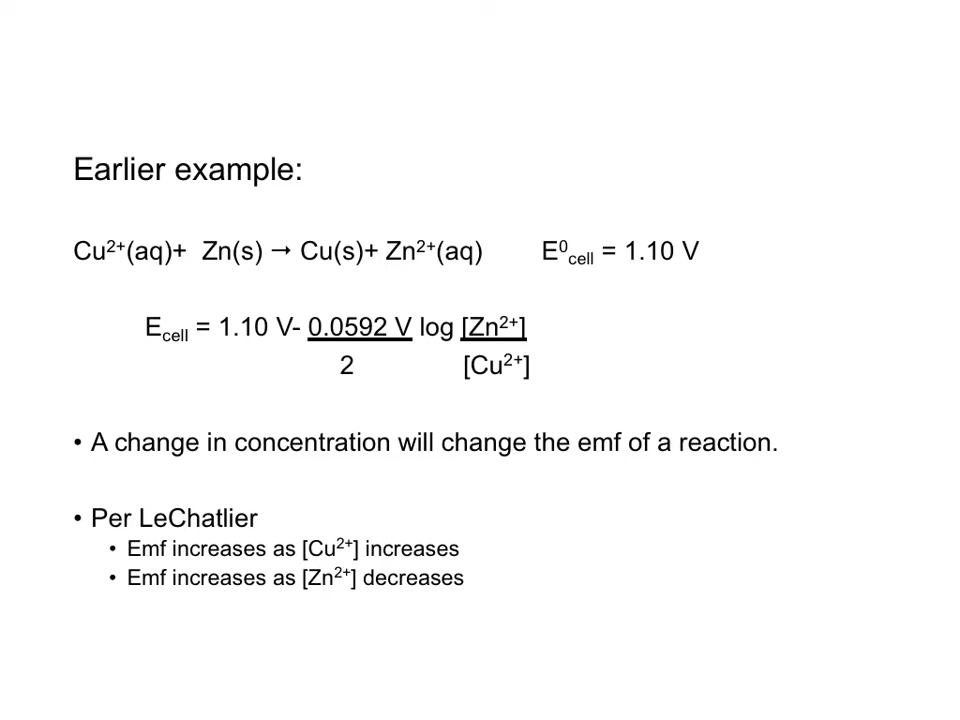 Earlier example:
Cu²⁺(aq)+ Zn(s) → Cu(s)+ Zn²⁺(aq) E⁰cell = 1.10 V
Ecell = 1.10 V- 0.0592 V log [Zn²⁺]
2 [Cu²⁺]
• A change in concentration will change the emf of a reaction.
• Per LeChatlier
• Emf increases as [Cu²⁺] increases
• Emf increases as [Zn²⁺] decreases